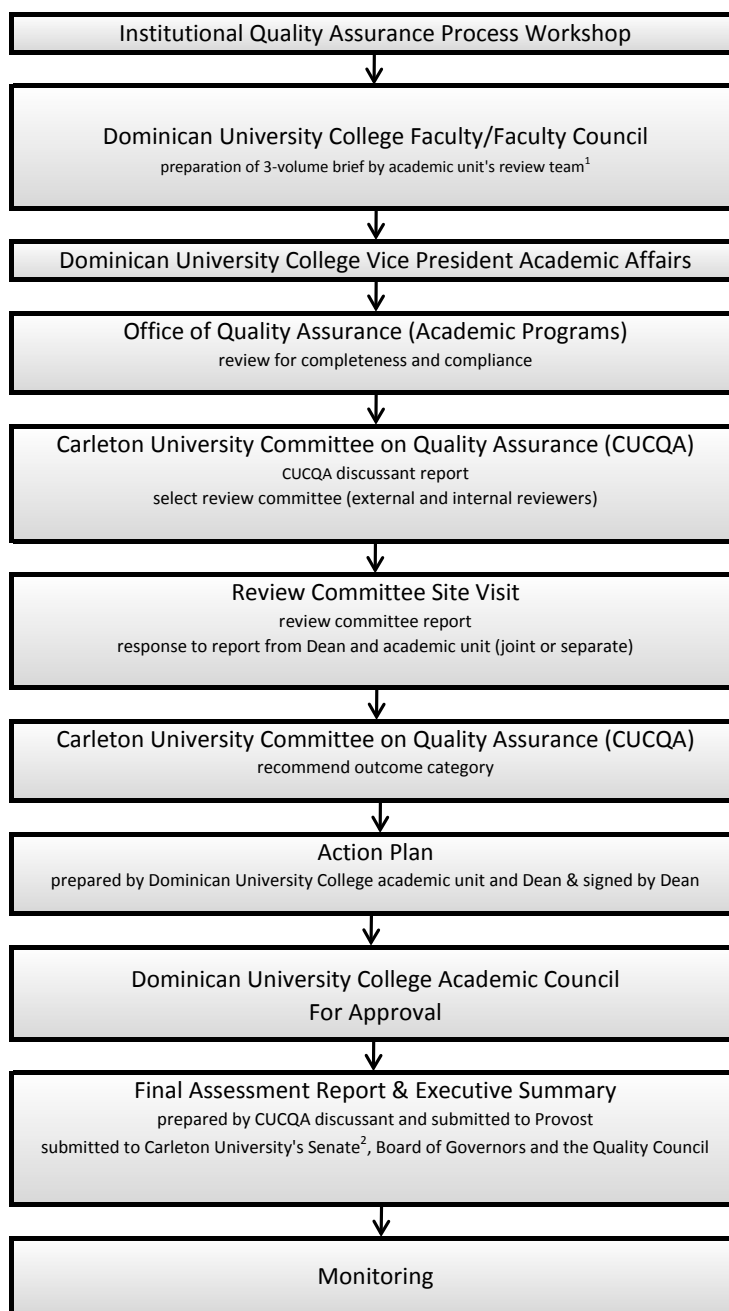 Institutional Quality Assurance Process Workshop
Dominican University College Faculty/Faculty Council
preparation of 3-volume brief by academic unit's review team¹
Dominican University College Vice President Academic Affairs
Office of Quality Assurance (Academic Programs)
review for completeness and compliance
Carleton University Committee on Quality Assurance (CUCQA)
CUCQA discussant report
select review committee (external and internal reviewers)
Review Committee Site Visit
review committee report
response to report from Dean and academic unit (joint or separate)
Carleton University Committee on Quality Assurance (CUCQA)
recommend outcome category
Action Plan
prepared by Dominican University College academic unit and Dean & signed by Dean
Dominican University College Academic Council
For Approval
Final Assessment Report & Executive Summary
prepared by CUCQA discussant and submitted to Provost
submitted to Carleton University's Senate², Board of Governors and the Quality Council
Monitoring